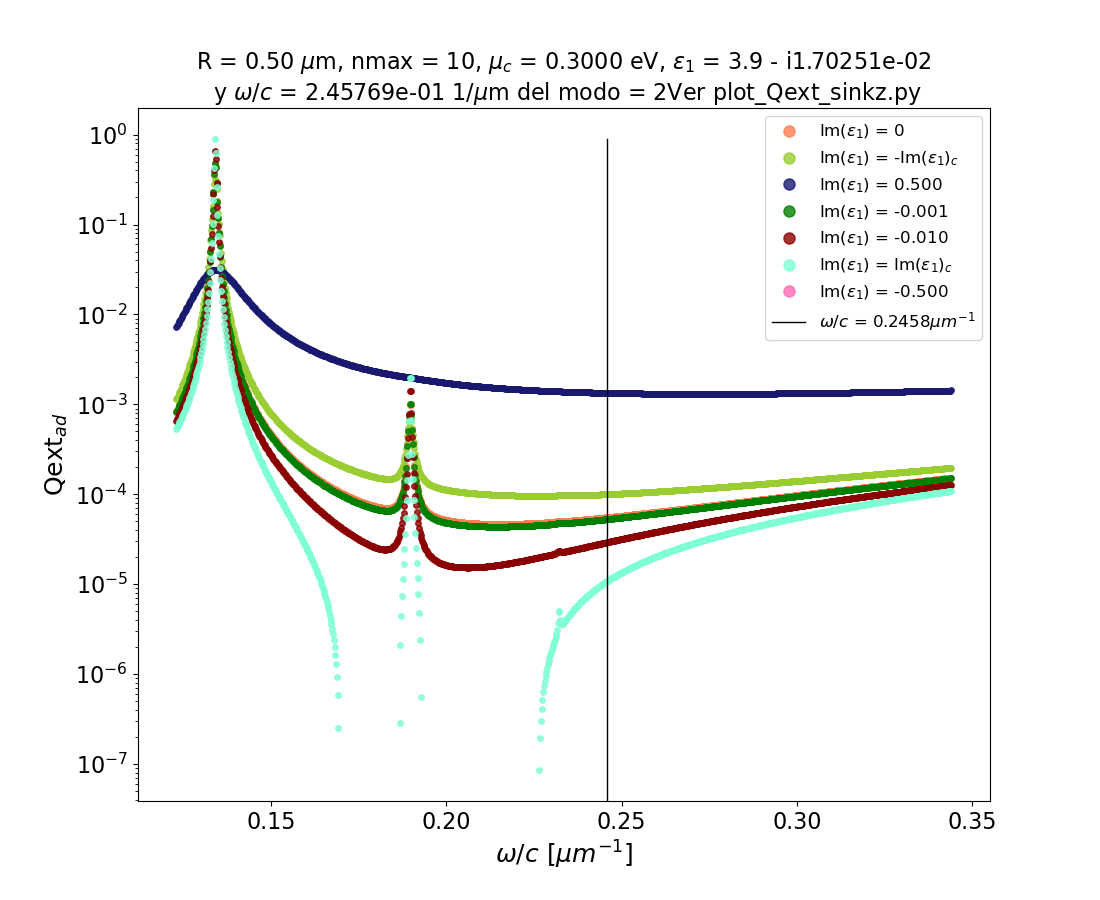 R = 0.50 μm, nmax = 10, μc = 0.3000 eV, ε1 = 3.9 - i1.70251e-02
y ω/c = 2.45769e-01 1/μm del modo = 2Ver plot_Qext_sinkz.py
Im(ε1) = 0
Im(ε1) = -Im(ε1)c
Im(ε1) = 0.500
Im(ε1) = -0.001
Im(ε1) = -0.010
Im(ε1) = Im(ε1)c
Im(ε1) = -0.500
ω/c = 0.2458μm⁻¹
Qext_ad
10⁰
10⁻¹
10⁻²
10⁻³
10⁻⁴
10⁻⁵
10⁻⁶
10⁻⁷
0.15 0.20 0.25 0.30 0.35
ω/c [μm⁻¹]